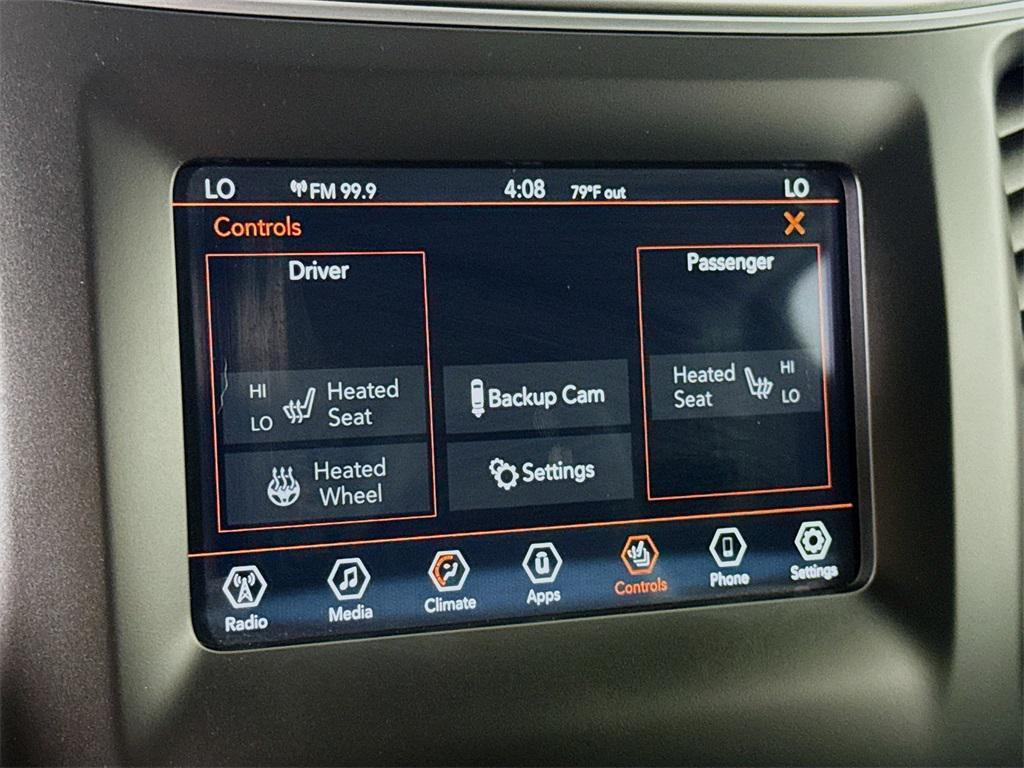 LO FM 99.9 4:08 79°F out LO
Controls
Driver
HI
LO
Heated
Seat
Heated
Wheel
Backup Cam
Settings
Passenger
Heated
Seat
HI
LO
Radio Media Climate Apps Controls Phone Settings